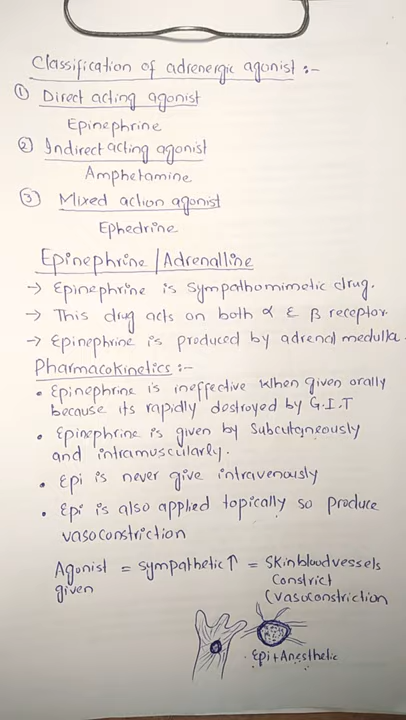 Classification of adrenergic agonist :-
① Direct acting agonist
Epinephrine
② Indirect acting agonist
Amphetamine
③ Mixed action agonist
Ephedrine
Epinephrine / Adrenalline
→ Epinephrine is Sympathomimetic drug.
→ This drug acts on both α & β receptor.
→ Epinephrine is produced by adrenal medulla.
Pharmacokinetics :-
• Epinephrine is ineffective when given orally
because its rapidly destroyed by G.I.T
• Epinephrine is given by Subcutaneously
and intramuscularly.
• Epi is never give intravenously
• Epi is also applied topically so produce
vasoconstriction
Agonist = sympathetic ↑ = Skin blood vessels
given Constrict
(vasoconstriction
Epi + Anesthetic